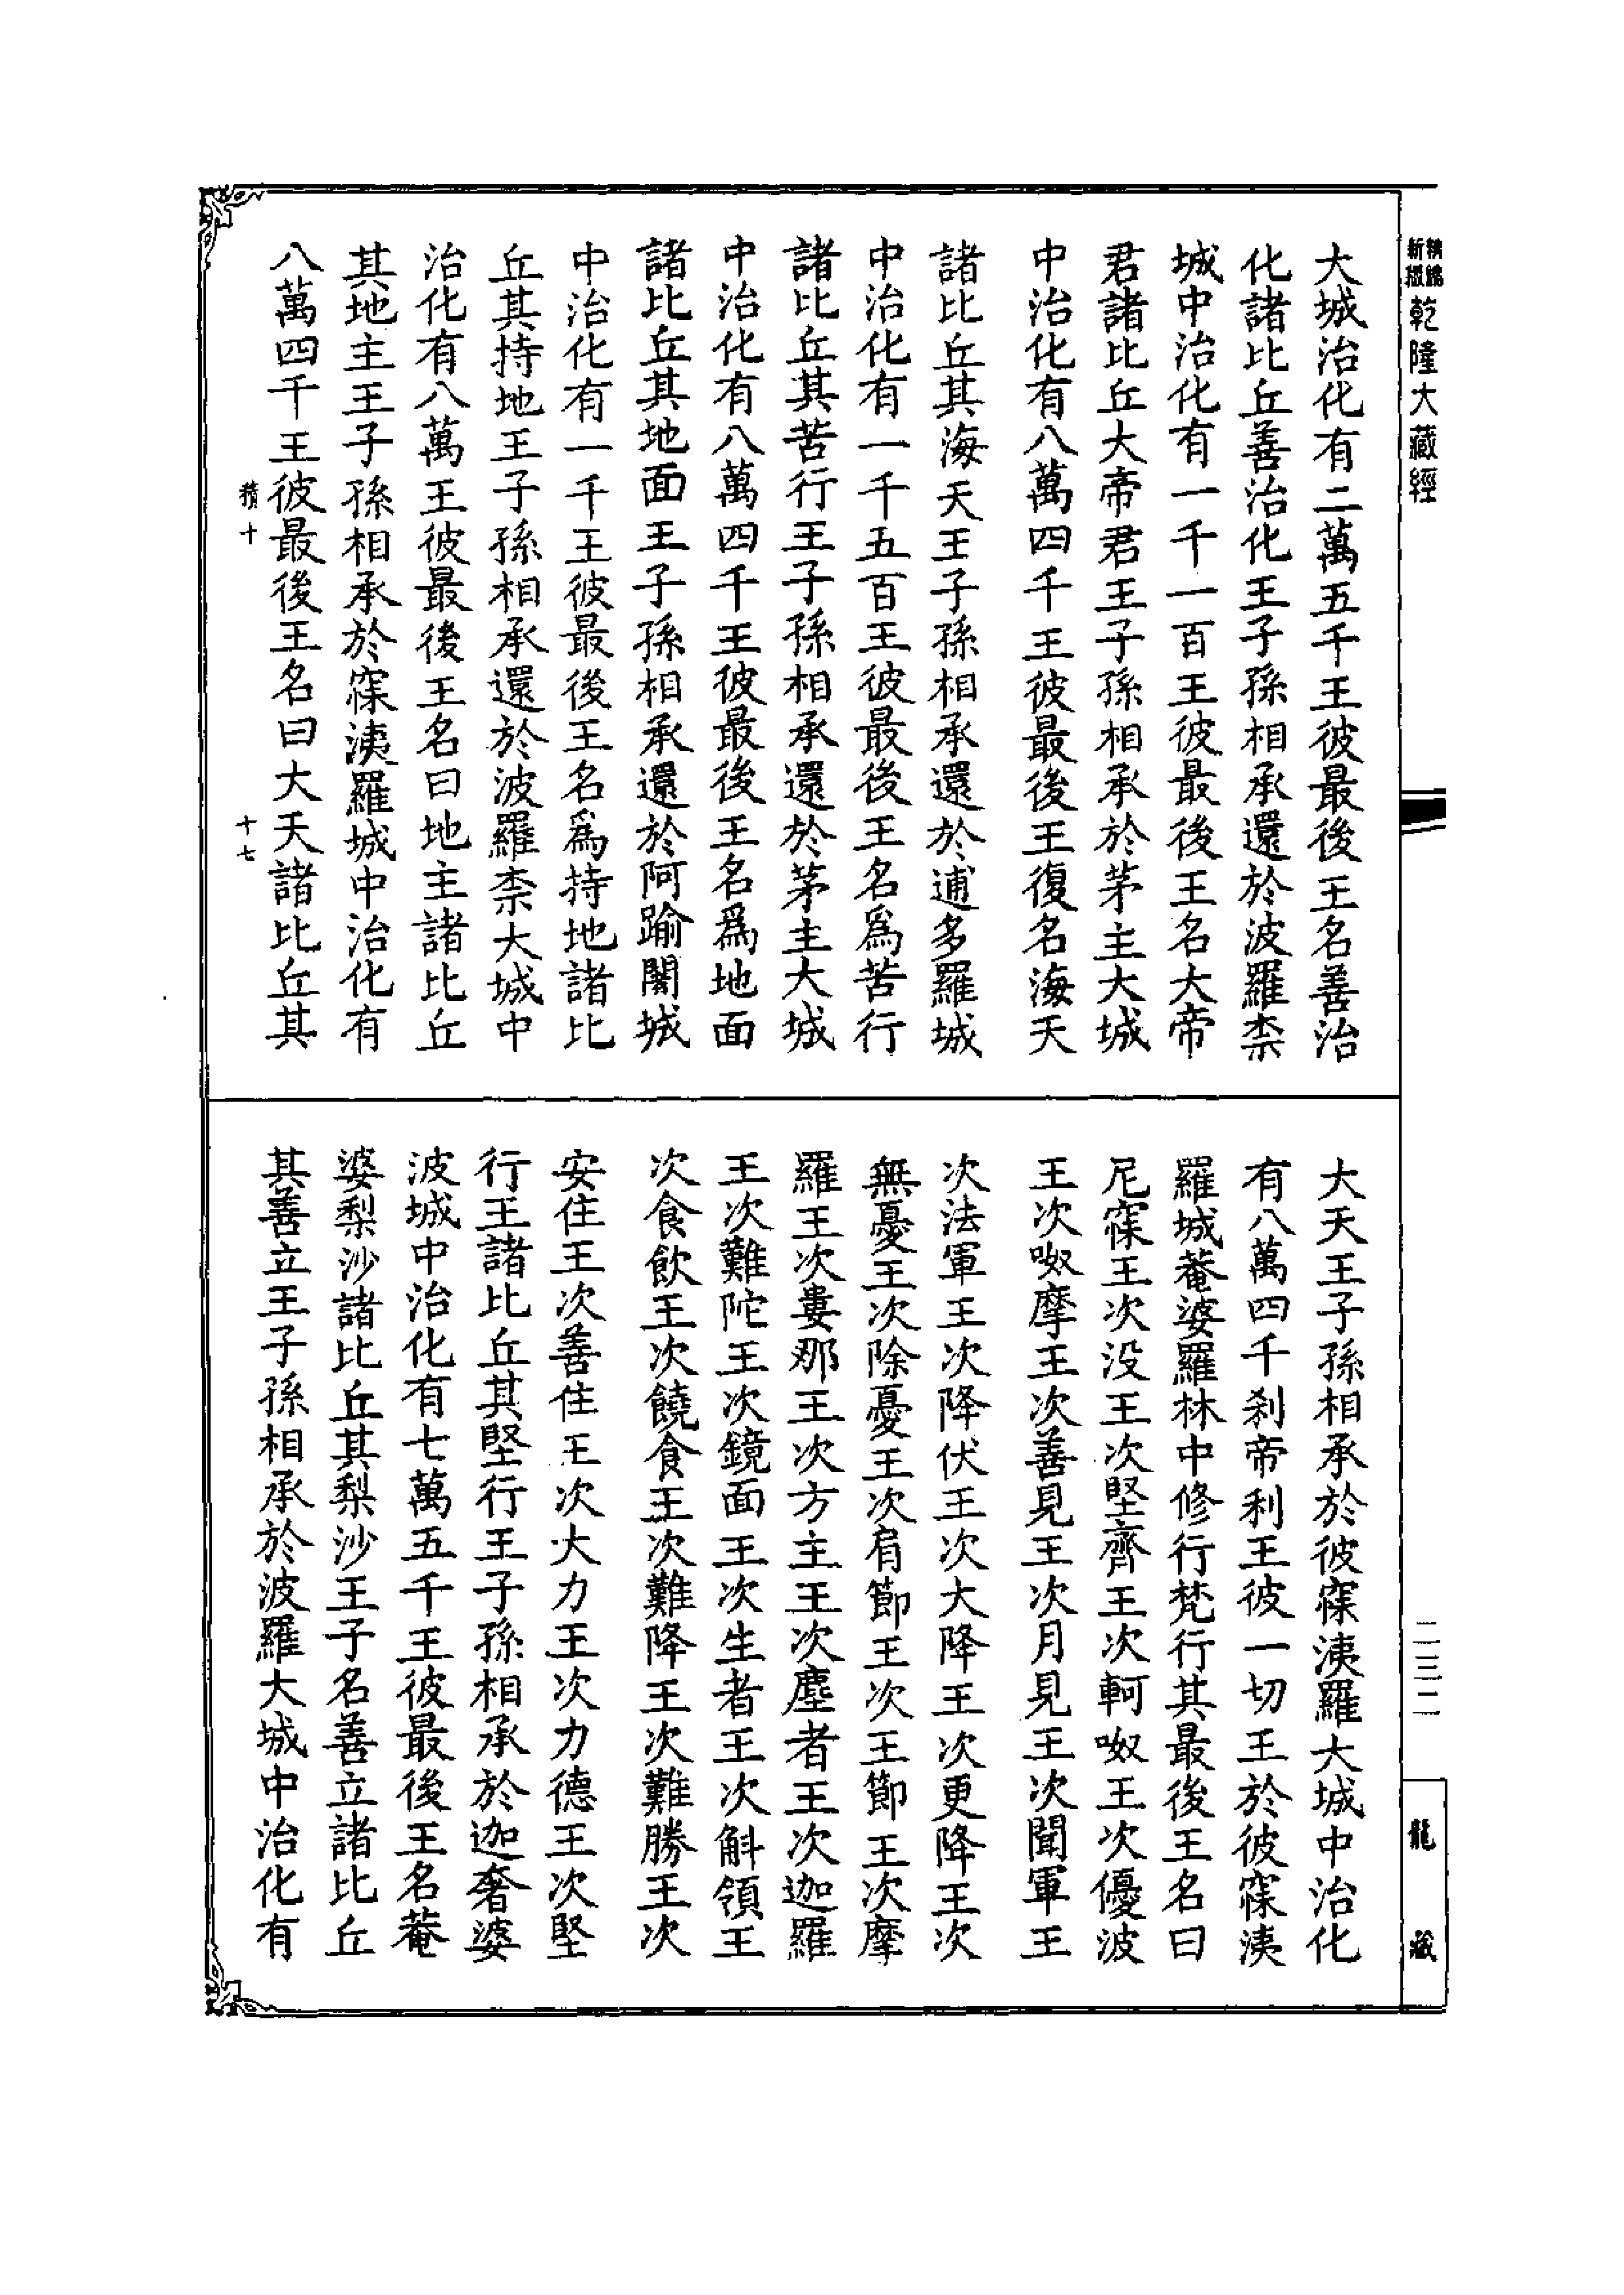 精編
新版
乾隆大藏經
大城治化有二萬五千王彼最後王名善治
化諸比丘善治化王子孫相承還於波羅柰
城中治化有一千一百王彼最後王名大帝
君諸比丘大帝君王子孫相承於茅主大城
中治化有八萬四千王彼最後王復名海天
諸比丘其海天王子孫相承還於逋多羅城
中治化有一千五百王彼最後王名爲苦行
諸比丘其苦行王子孫相承還於茅主大城
中治化有八萬四千王彼最後王名爲地面
諸比丘其地面王子孫相承還於阿踰闍城
中治化有一千王彼最後王名爲持地諸比
丘其持地王子孫相承還於波羅柰大城中
治化有八萬王彼最後王名曰地主諸比丘
其地主王子孫相承於㝛洟羅城中治化有
八萬四千王彼最後王名曰大天諸比丘其
積十
十七
大天王子孫相承於彼㝛洟羅大城中治化
有八萬四千刹帝利王彼一切王於彼㝛洟
羅城菴婆羅林中修行梵行其最後王名曰
尼㝛王次没王次堅齊王次軻呶王次優波
王次呶摩王次善見王次月見王次聞軍王
次法軍王次降伏王次大降王次更降王次
無憂王次除憂王次肩節王次王節王次摩
羅王次婁那王次方主王次塵者王次迦羅
王次難陀王次鏡面王次生者王次斛領王
次食飲王次饒食王次難降王次難勝王次
安住王次善住王次大力王次力德王次堅
行王諸比丘其堅行王子孫相承於迦奢婆
波城中治化有七萬五千王彼最後王名菴
婆梨沙諸比丘其梨沙王子名善立諸比丘
其善立王子孫相承於波羅大城中治化有
二三二
龍
藏